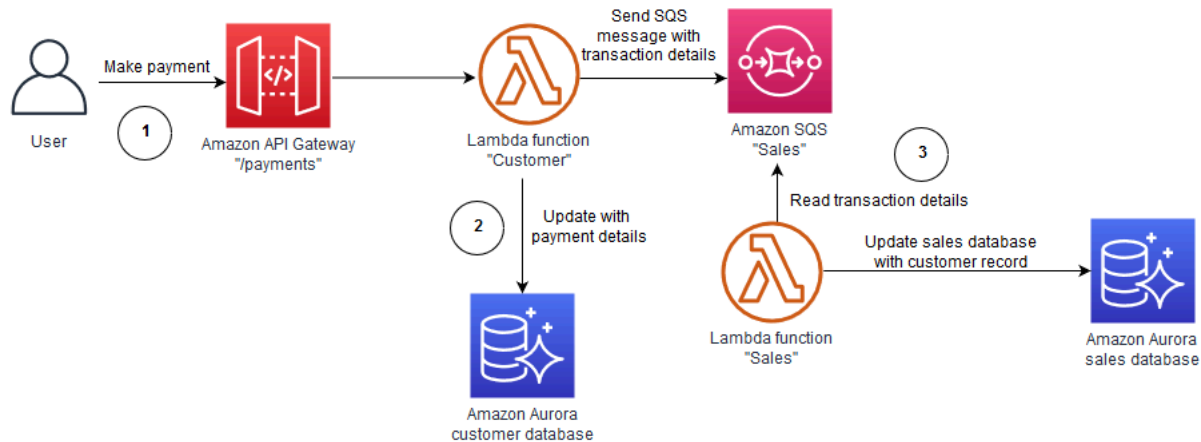 Make payment
1
User
Amazon API Gateway
"/payments"
Lambda function
"Customer"
Send SQS
message with
transaction details
Amazon SQS
"Sales"
2
Update with
payment details
Amazon Aurora
customer database
3
Read transaction details
Lambda function
"Sales"
Update sales database
with customer record
Amazon Aurora
sales database